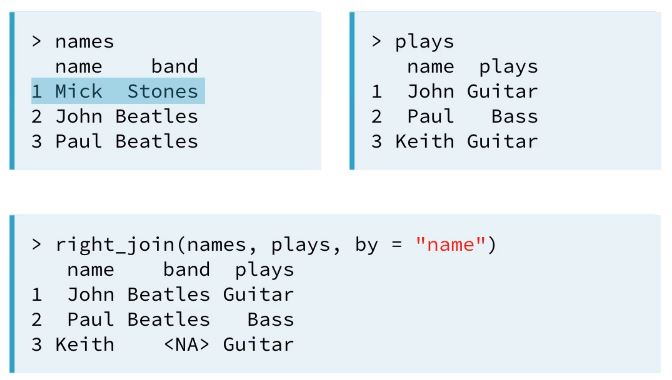 > names
   name    band
1 Mick  Stones
2 John Beatles
3 Paul Beatles
> plays
   name  plays
1  John Guitar
2  Paul   Bass
3 Keith Guitar
> right_join(names, plays, by = "name")
   name    band  plays
1  John Beatles Guitar
2  Paul Beatles   Bass
3 Keith    <NA> Guitar